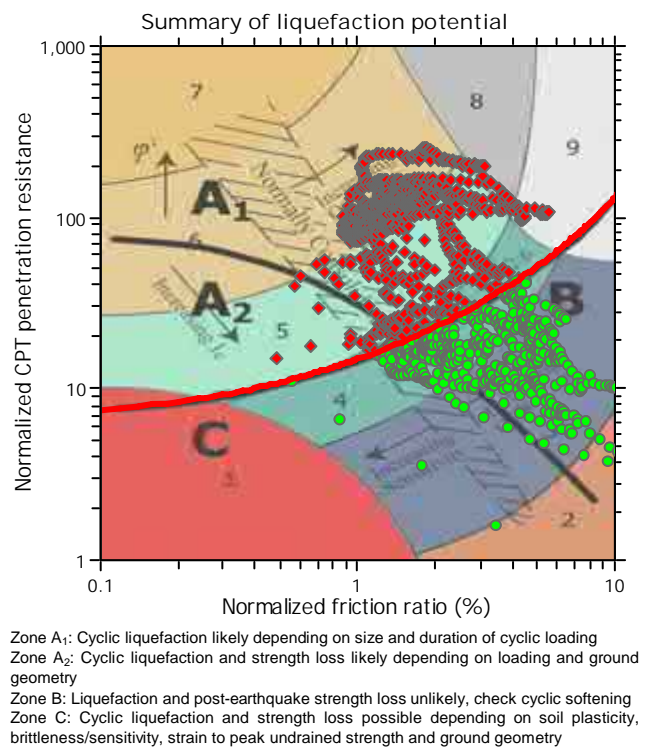 Summary of liquefaction potential
1,000
100
10
1
Normalized CPT penetration resistance
7
8
9
φ'
A1
Normally Co
6
A2
5
B
4
C
3
2
0.1
1
10
Normalized friction ratio (%)
Zone A1: Cyclic liquefaction likely depending on size and duration of cyclic loading
Zone A2: Cyclic liquefaction and strength loss likely depending on loading and ground
geometry
Zone B: Liquefaction and post-earthquake strength loss unlikely, check cyclic softening
Zone C: Cyclic liquefaction and strength loss possible depending on soil plasticity,
brittleness/sensitivity, strain to peak undrained strength and ground geometry